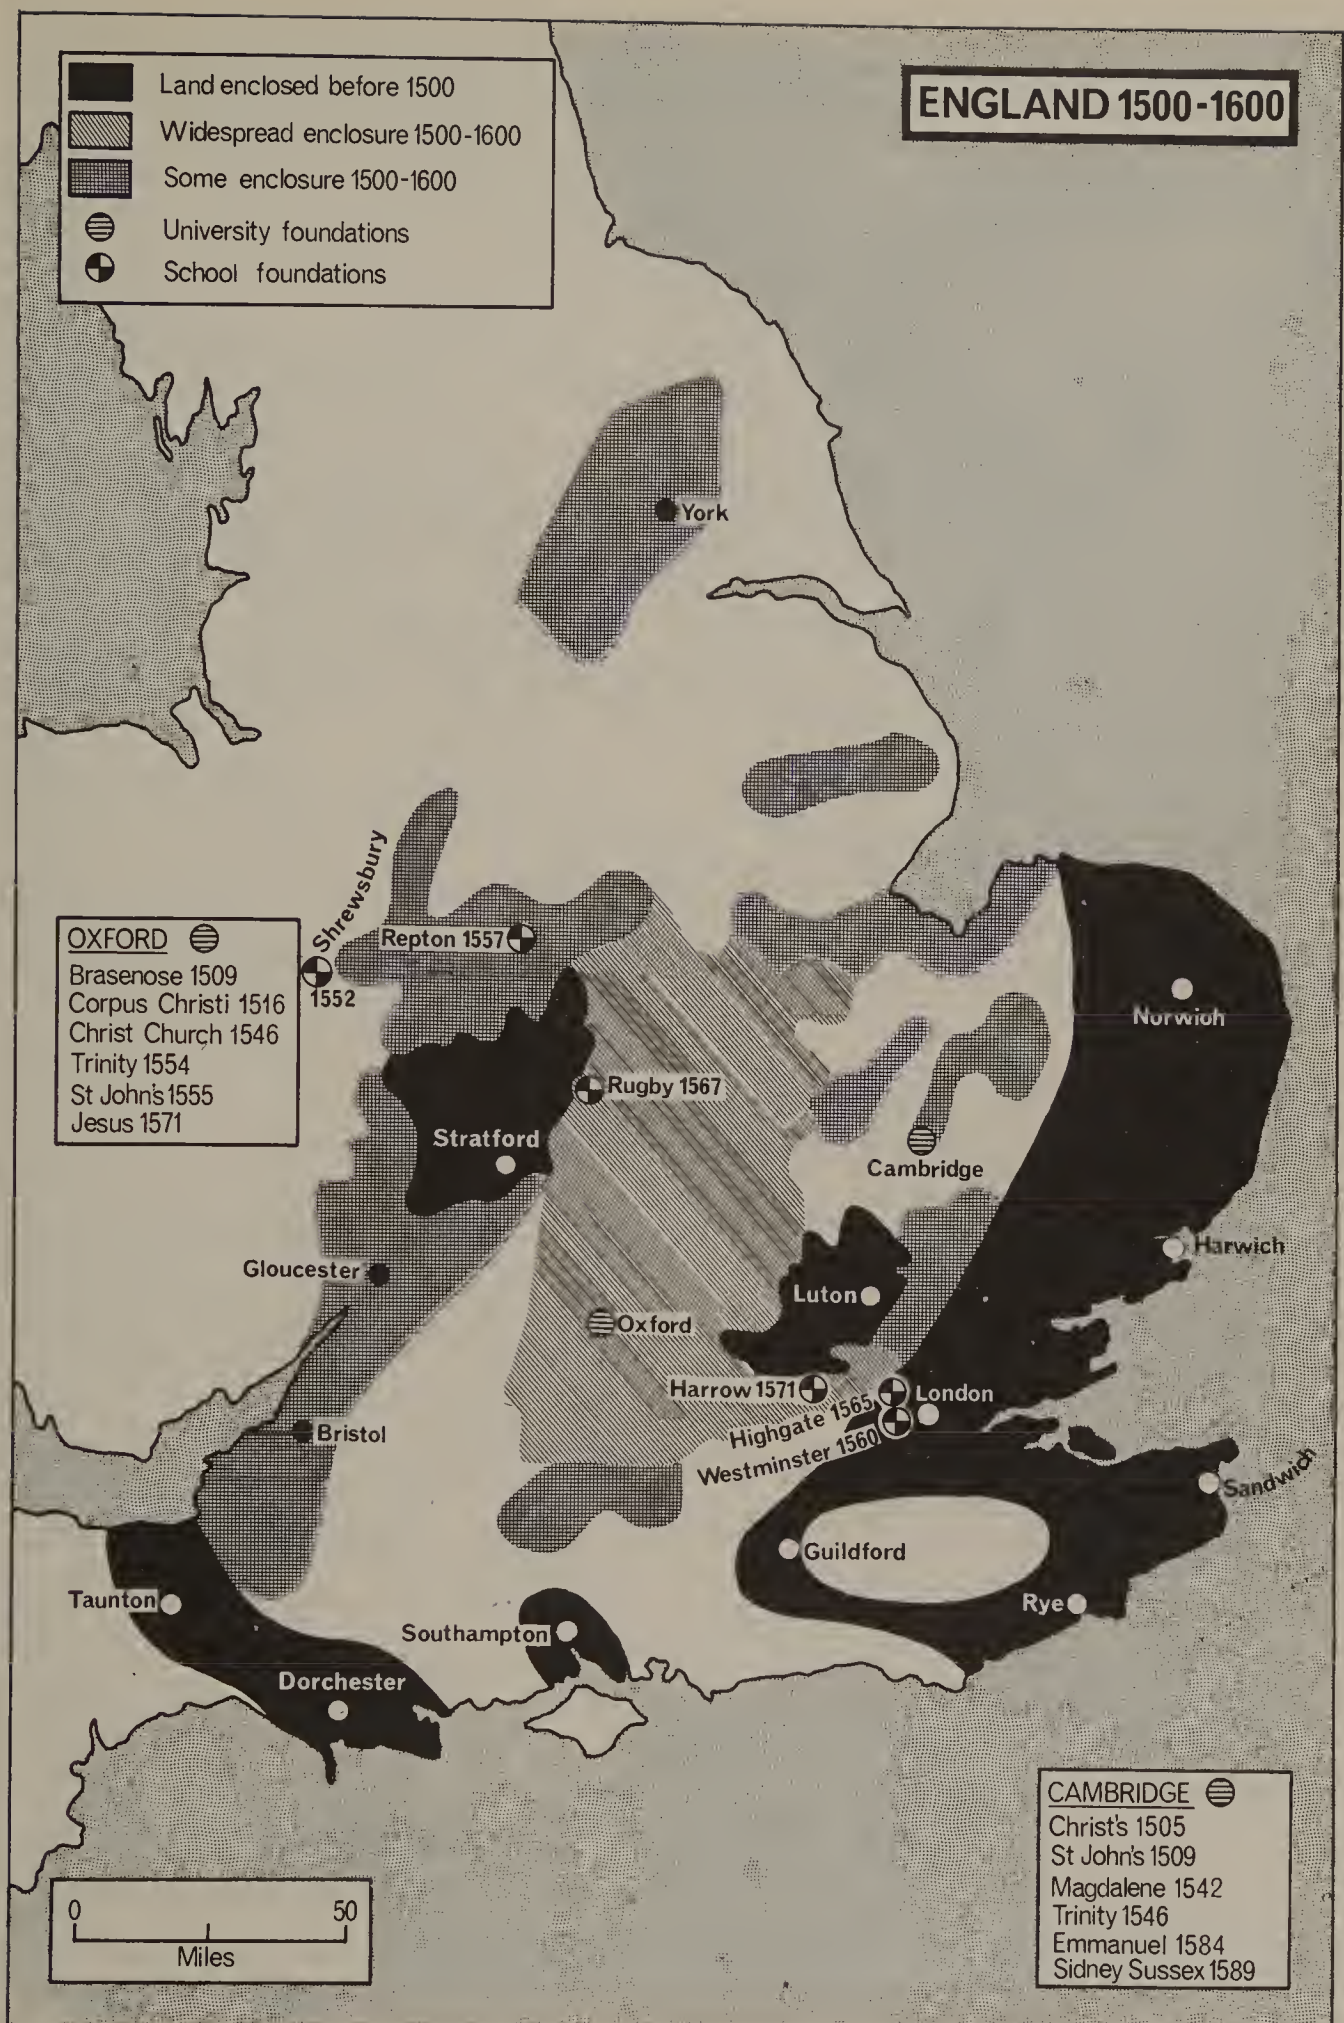 ENGLAND 1500-1600
Land enclosed before 1500
Widespread enclosure 1500-1600
Some enclosure 1500-1600
University foundations
School foundations
York
Shrewsbury
1552
Repton 1557
OXFORD
Brasenose 1509
Corpus Christi 1516
Christ Church 1546
Trinity 1554
St John's 1555
Jesus 1571
Norwich
Rugby 1567
Stratford
Cambridge
Harwich
Gloucester
Luton
Oxford
Harrow 1571
London
Highgate 1565
Westminster 1560
Bristol
Sandwich
Guildford
Taunton
Rye
Southampton
Dorchester
CAMBRIDGE
Christ's 1505
St John's 1509
Magdalene 1542
Trinity 1546
Emmanuel 1584
Sidney Sussex 1589
0 50
Miles